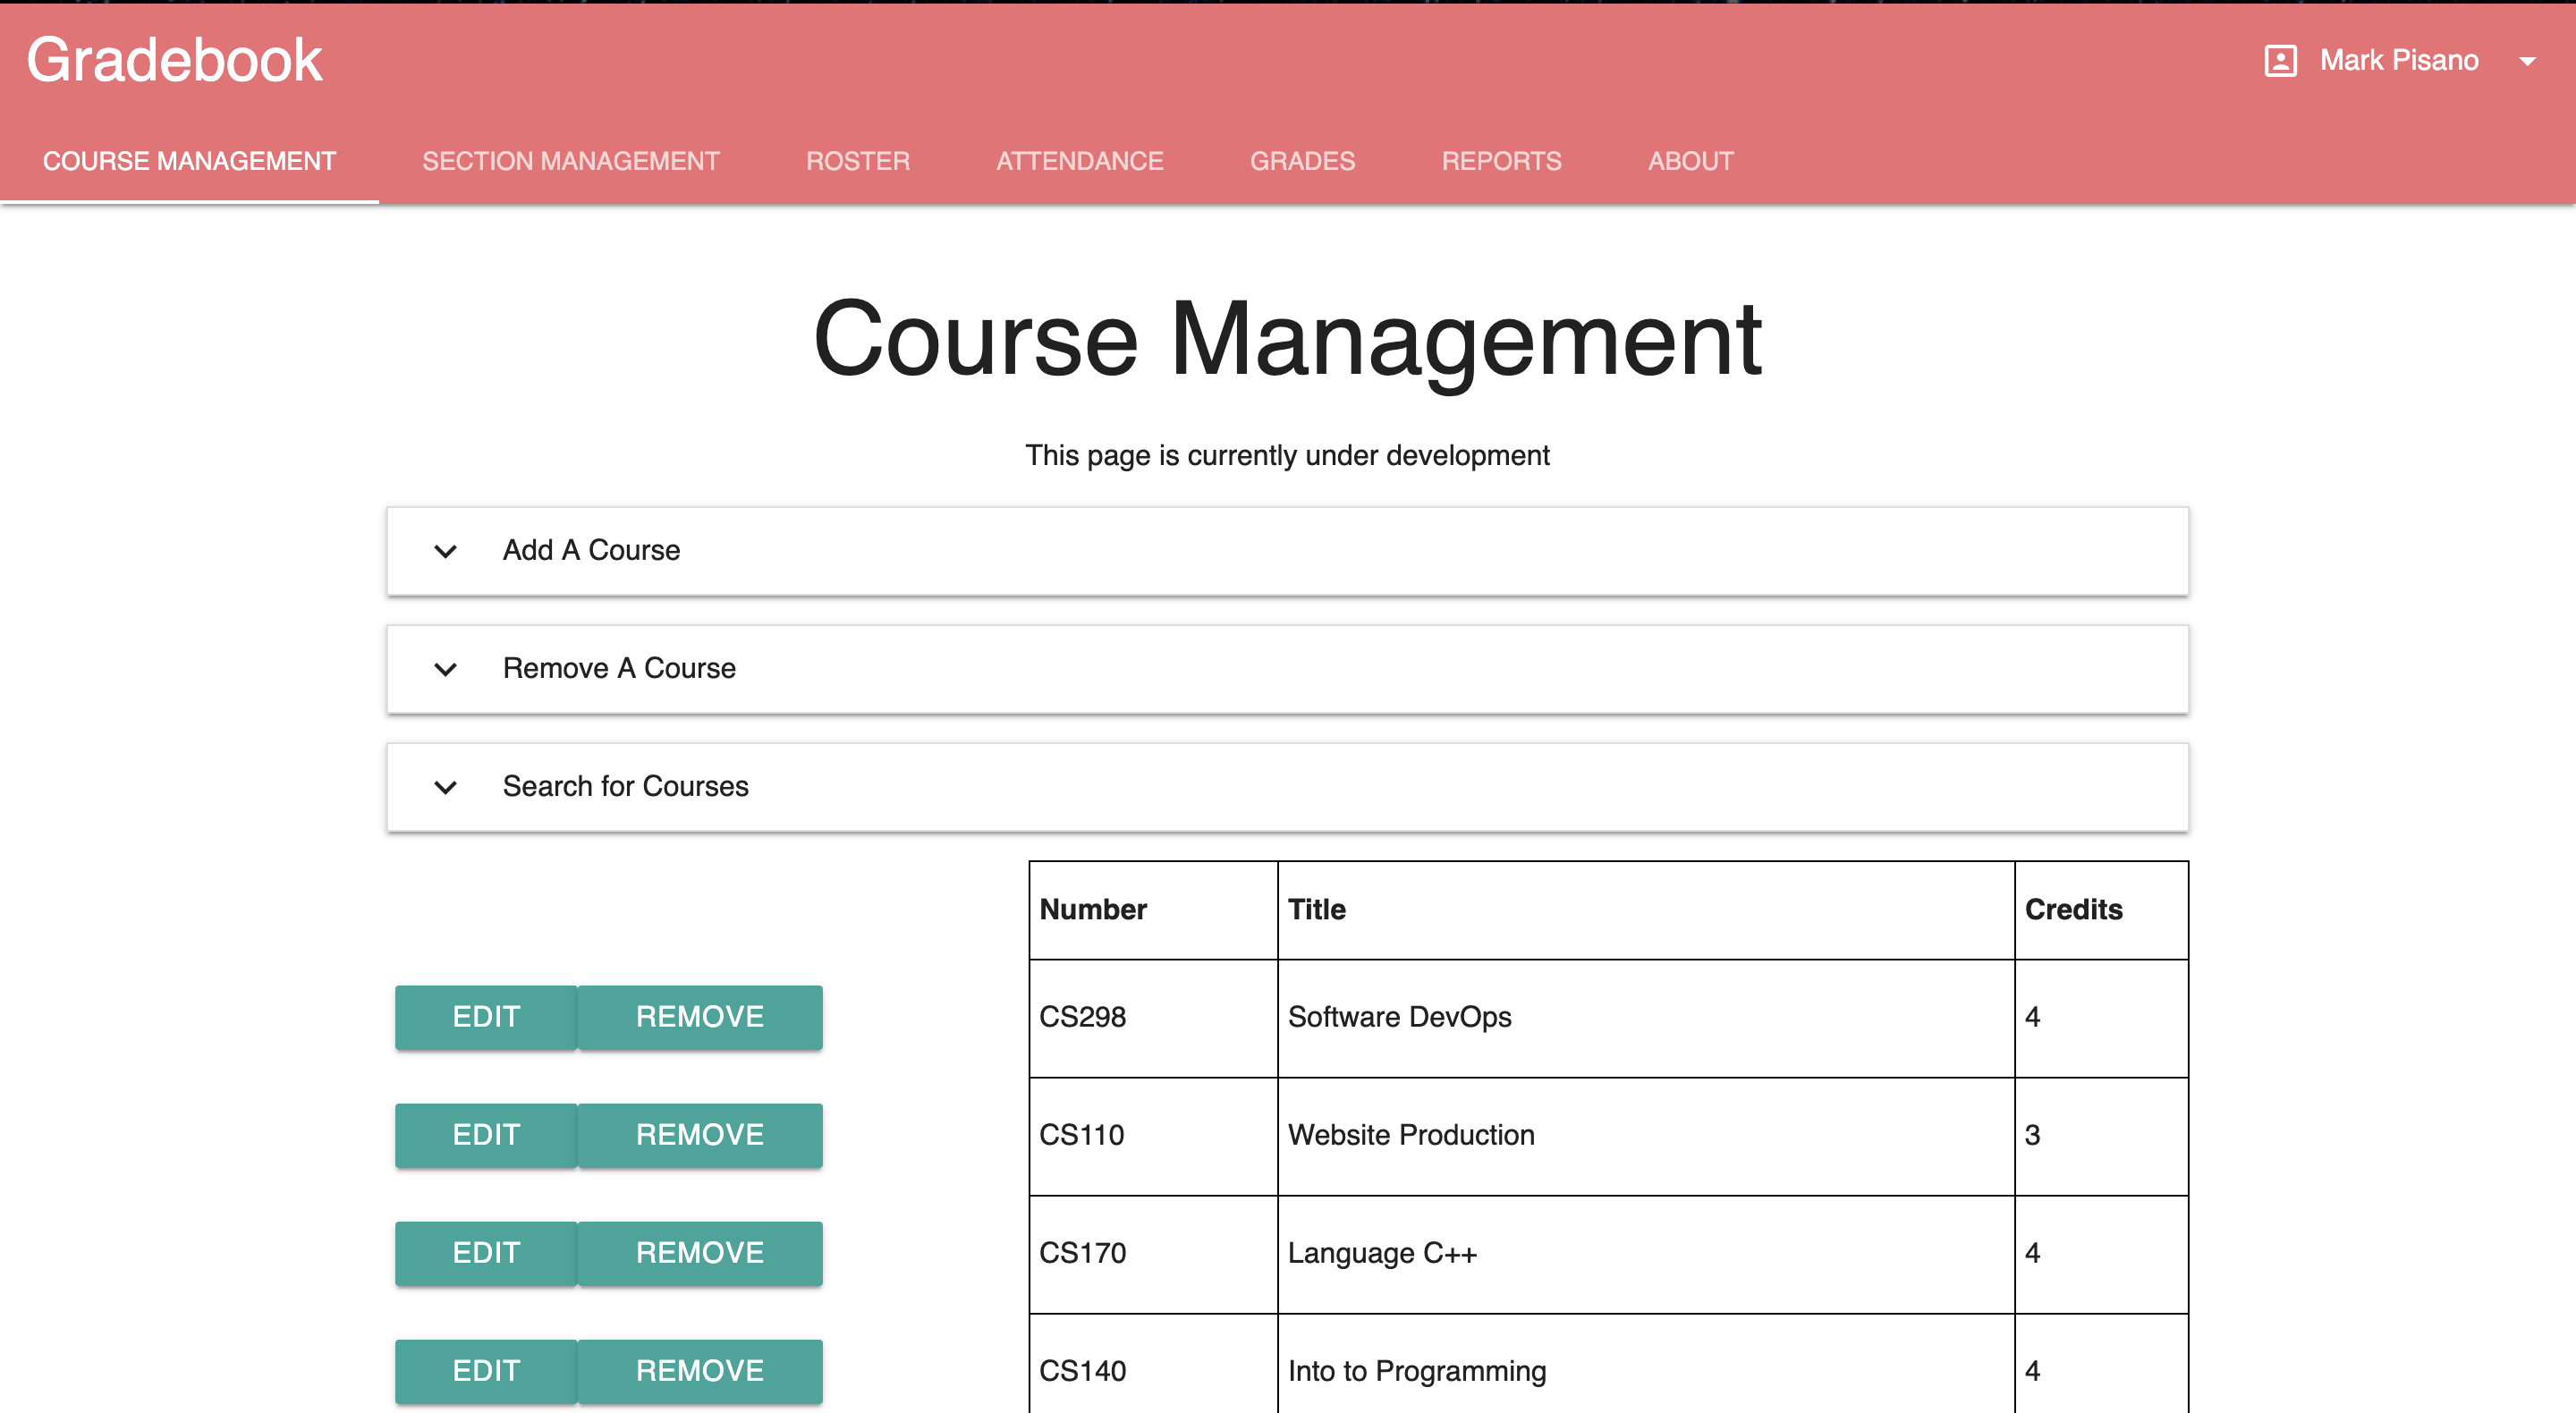 Gradebook
Mark Pisano
COURSE MANAGEMENT SECTION MANAGEMENT ROSTER ATTENDANCE GRADES REPORTS ABOUT
Course Management
This page is currently under development
Add A Course
Remove A Course
Search for Courses
Number Title Credits
EDIT REMOVE CS298 Software DevOps 4
EDIT REMOVE CS110 Website Production 3
EDIT REMOVE CS170 Language C++ 4
EDIT REMOVE CS140 Into to Programming 4